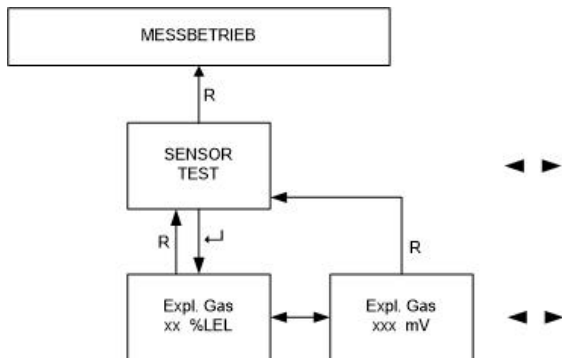 MESSBETRIEB
R
SENSOR
TEST
R
R
Expl. Gas
xx %LEL
Expl. Gas
xxx mV